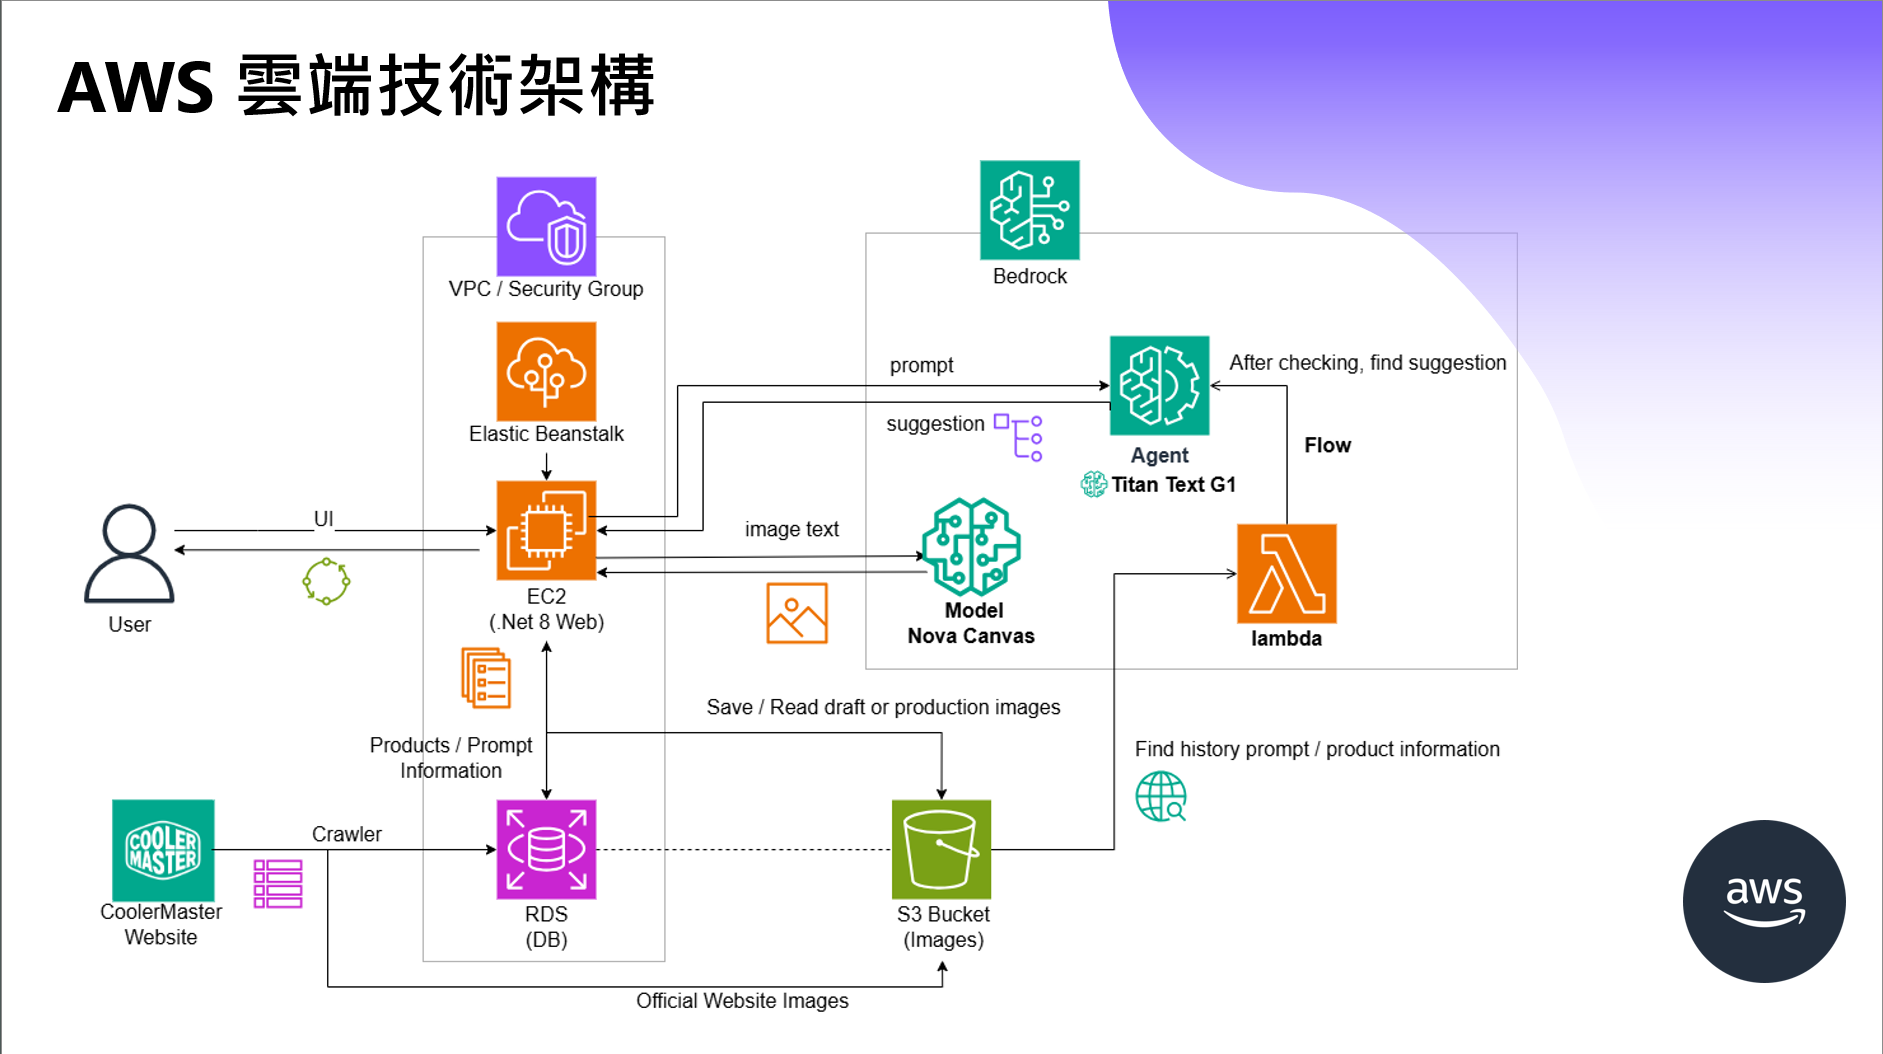 AWS 雲端技術架構
VPC / Security Group
Bedrock
Elastic Beanstalk
prompt
suggestion
After checking, find suggestion
Agent
Titan Text G1
Flow
User
UI
EC2
(.Net 8 Web)
image text
Model
Nova Canvas
lambda
Save / Read draft or production images
Products / Prompt
Information
Find history prompt / product information
COOLER
MASTER
CoolerMaster
Website
Crawler
RDS
(DB)
S3 Bucket
(Images)
Official Website Images
aws